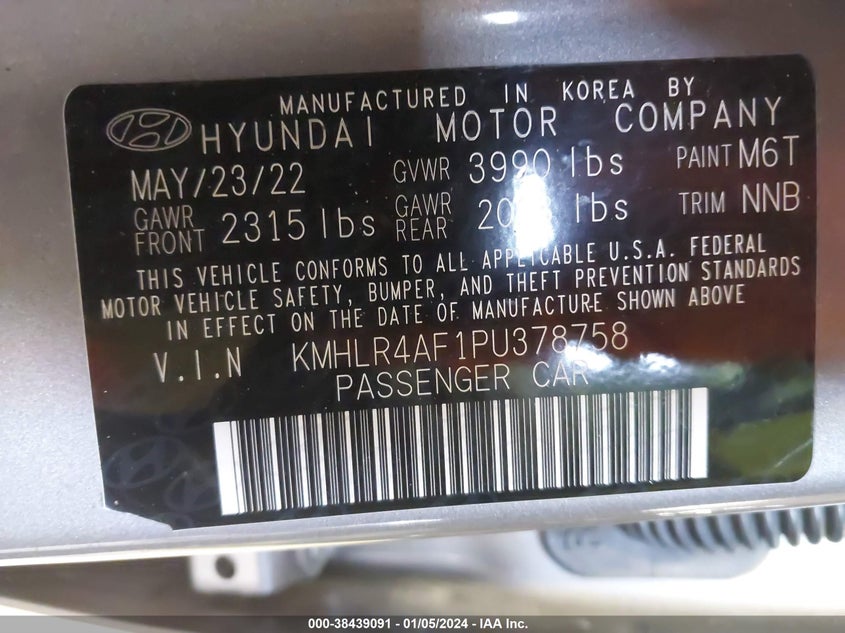 MANUFACTURED IN KOREA BY
HYUNDAI MOTOR COMPANY
MAY/23/22 GVWR 3990 lbs PAINT M6T
GAWR FRONT 2315 lbs GAWR REAR lbs TRIM NNB
THIS VEHICLE CONFORMS TO ALL APPLICABLE U.S.A. FEDERAL
MOTOR VEHICLE SAFETY, BUMPER, AND THEFT PREVENTION STANDARDS
IN EFFECT ON THE DATE OF MANUFACTURE SHOWN ABOVE
V.I.N KMHLR4AF1PU378758
PASSENGER CAR
000-38439091 - 01/05/2024 - IAA Inc.